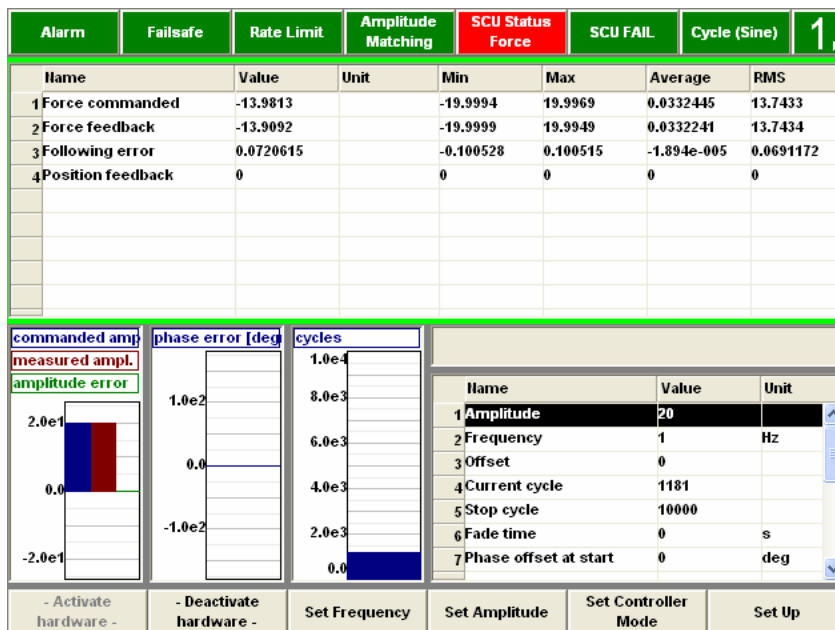 Alarm
Failsafe
Rate Limit
Amplitude
Matching
SCU Status
Force
SCU FAIL
Cycle (Sine)
1.
Name Value Unit Min Max Average RMS
1 Force commanded -13.9813 -19.9994 19.9969 0.0332445 13.7433
2 Force feedback -13.9092 -19.9999 19.9949 0.0332241 13.7434
3 Following error 0.0720615 -0.100528 0.100515 -1.894e-005 0.0691172
4 Position feedback 0 0 0 0 0
commanded amp
measured ampl.
amplitude error
2.0e1
0.0
-2.0e1
phase error [deg
1.0e2
0.0
-1.0e2
cycles
1.0e4
8.0e3
6.0e3
4.0e3
2.0e3
0.0
Name Value Unit
1 Amplitude 20
2 Frequency 1 Hz
3 Offset 0
4 Current cycle 1181
5 Stop cycle 10000
6 Fade time 0 s
7 Phase offset at start 0 deg
- Activate
hardware -
- Deactivate
hardware -
Set Frequency
Set Amplitude
Set Controller
Mode
Set Up